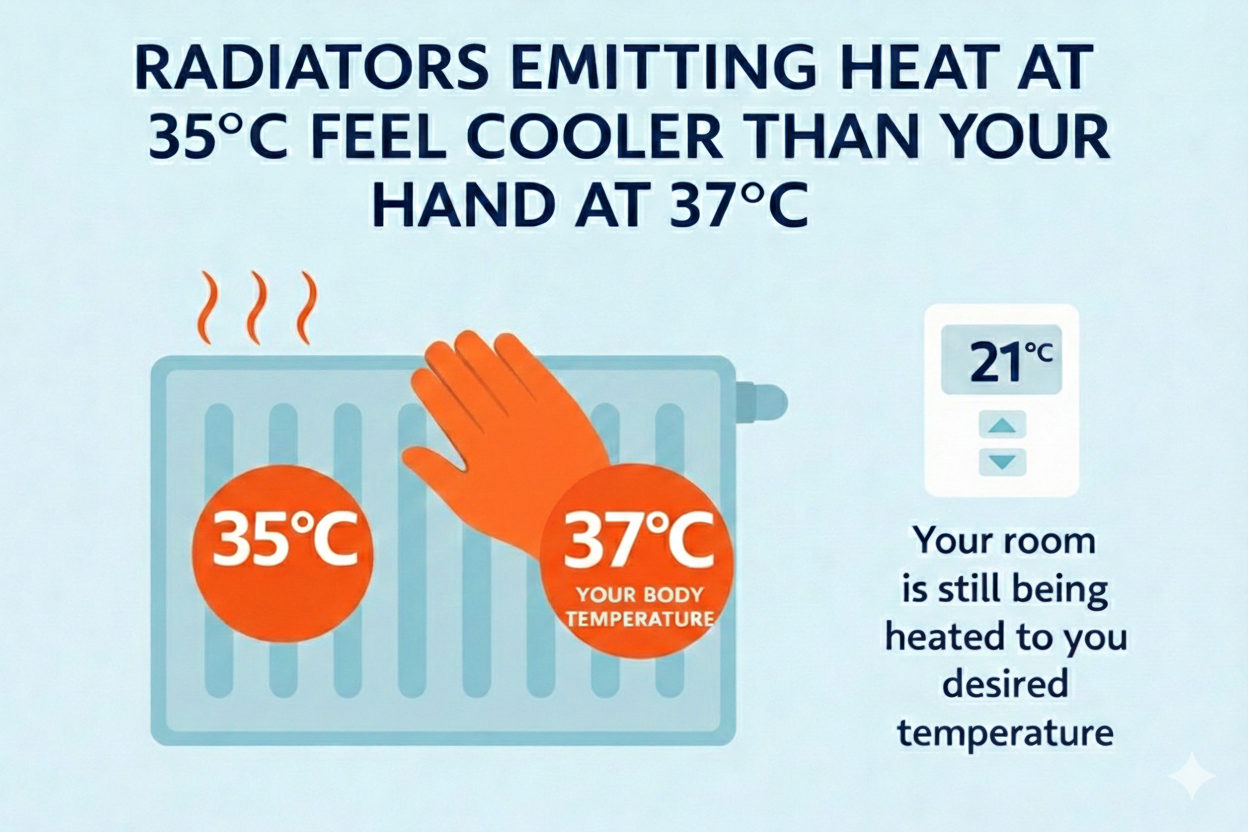 RADIATORS EMITTING HEAT AT
35°C FEEL COOLER THAN YOUR
HAND AT 37°C
21°C
35°C
37°C
YOUR BODY
TEMPERATURE
Your room
is still being
heated to you
desired
temperature